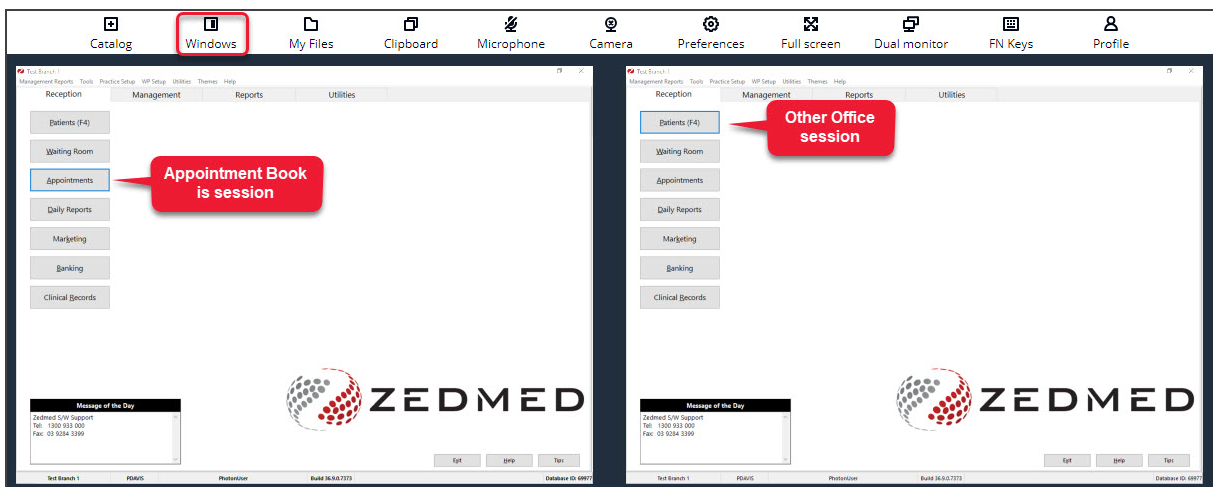 Catalog Windows My Files Clipboard Microphone Camera Preferences Full screen Dual monitor FN Keys Profile
Test Branch 1
Management Reports Tools Practice Setup WP Setup Utilities Themes Help
Reception Management Reports Utilities
Patients (F4)
Waiting Room
Appointments
Appointment Book
is session
Daily Reports
Marketing
Banking
Clinical Records
ZEDMED
Message of the Day
Zedmed S/W Support
Tel: 1300 933 000
Fax: 03 9284 3399
Exit Help Tips
Test Branch 1 PDAVIS PhotonUser Build 36.9.0.7373 Database ID: 69977
Test Branch 1
Management Reports Tools Practice Setup WP Setup Utilities Themes Help
Reception Management Reports Utilities
Patients (F4)
Other Office
session
Waiting Room
Appointments
Daily Reports
Marketing
Banking
Clinical Records
ZEDMED
Message of the Day
Zedmed S/W Support
Tel: 1300 933 000
Fax: 03 9284 3399
Exit Help Tips
Test Branch 1 PDAVIS PhotonUser Build 36.9.0.7373 Database ID: 6997